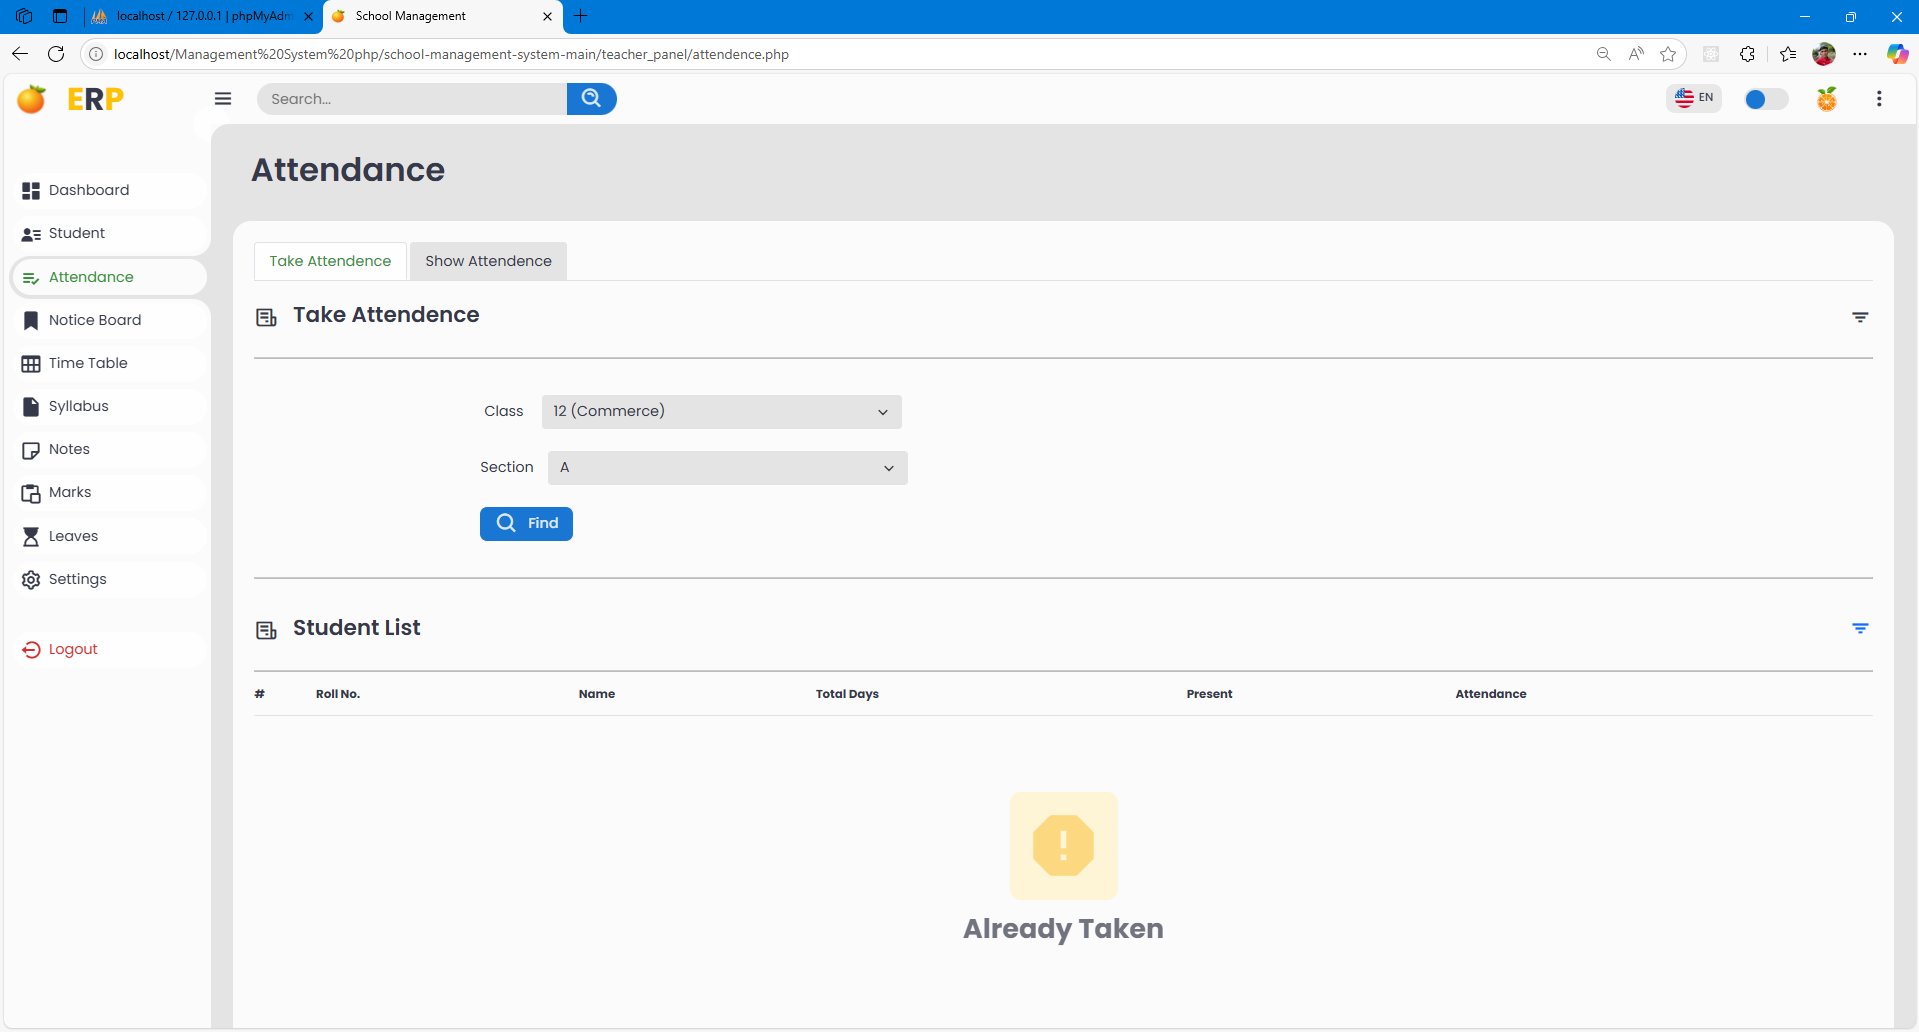 localhost / 127.0.0.1 | phpMyAdm
School Management
localhost/Management%20System%20php/school-management-system-main/teacher_panel/attendence.php
ERP
Search...
EN
Dashboard
Student
Attendance
Notice Board
Time Table
Syllabus
Notes
Marks
Leaves
Settings
Logout
Attendance
Take Attendence Show Attendence
Take Attendence
Class 12 (Commerce)
Section A
Find
Student List
# Roll No. Name Total Days Present Attendance
Already Taken